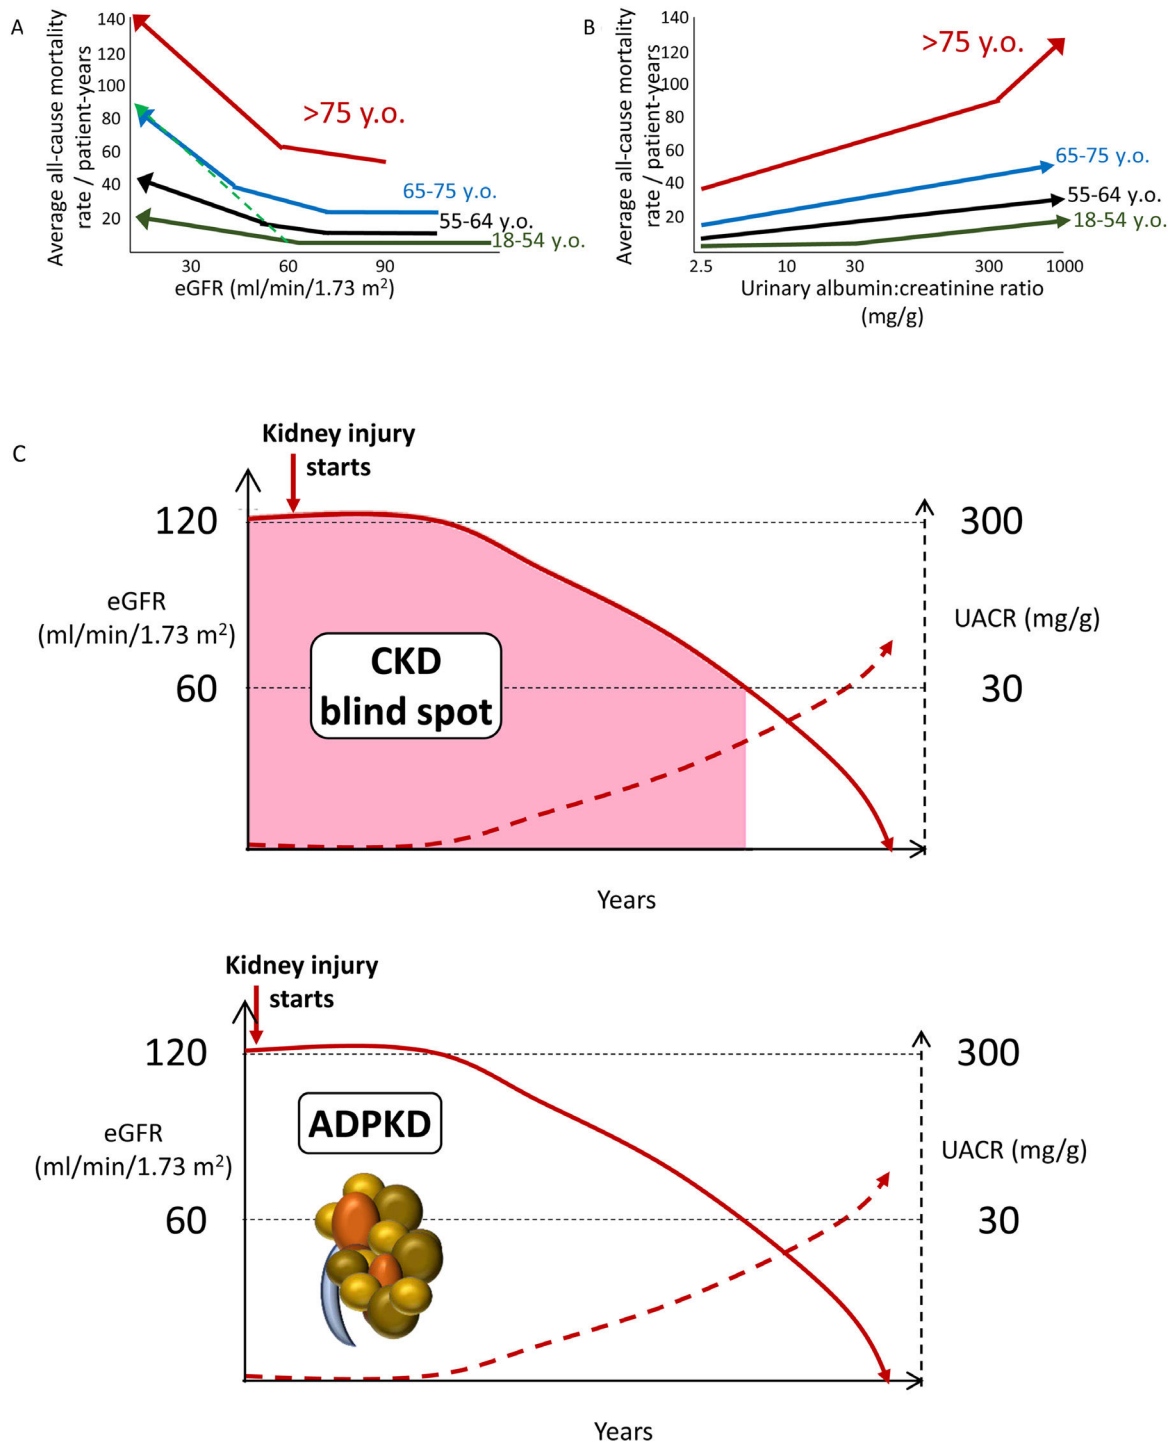 A
Average all-cause mortality
rate / patient-years
140
120
100
80
60
40
20
>75 y.o.
65-75 y.o.
55-64 y.o.
18-54 y.o.
30
60
90
eGFR (ml/min/1.73 m²)
B
Average all-cause mortality
rate / patient-years
140
120
100
80
60
40
20
>75 y.o.
65-75 y.o.
55-64 y.o.
18-54 y.o.
2.5
10
30
300
1000
Urinary albumin:creatinine ratio
(mg/g)
C
Kidney injury
starts
120
300
eGFR
(ml/min/1.73 m²)
UACR (mg/g)
CKD
blind spot
60
30
Years
Kidney injury
starts
120
300
ADPKD
eGFR
(ml/min/1.73 m²)
UACR (mg/g)
60
30
Years